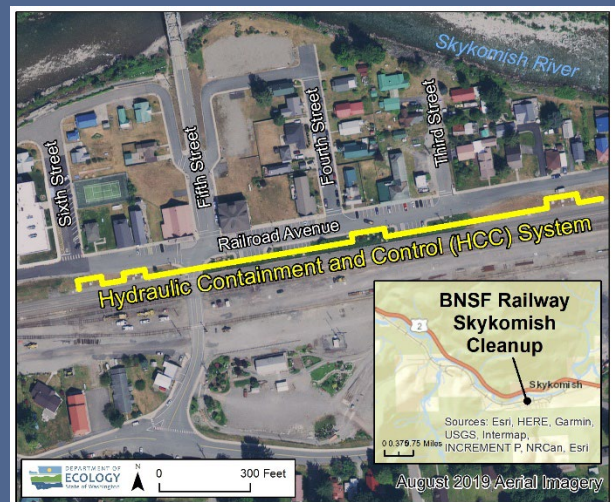 Skykomish River
Sixth Street
Fifth Street
Fourth Street
Third Street
Railroad Avenue
Hydraulic Containment and Control (HCC) System
BNSF Railway
Skykomish
Cleanup
2
Skykomish
Sources: Esri, HERE, Garmin,
USGS, Intermap,
INCREMENT P, NRCan, Esri
0 0.375 0.75 Miles
DEPARTMENT OF
ECOLOGY
State of Washington
N
0 300 Feet
August 2019 Aerial Imagery